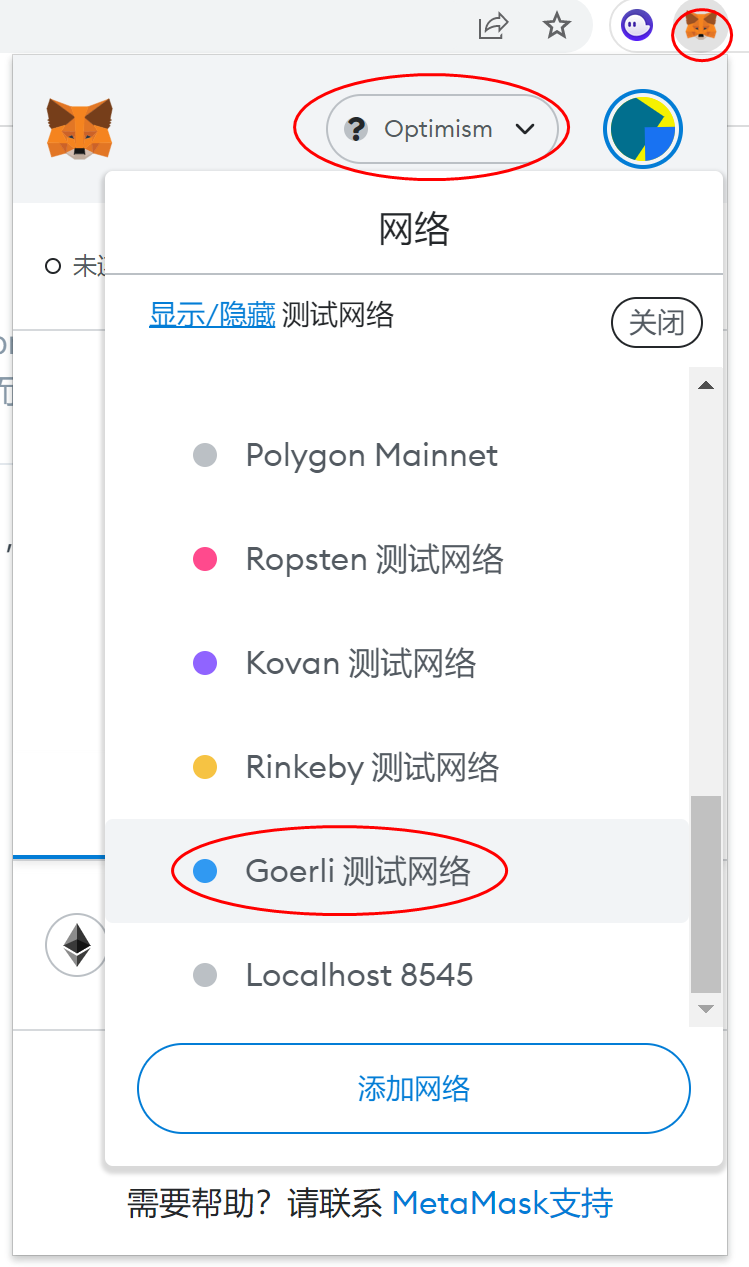 Optimism
网络
未
显示/隐藏 测试网络
关闭
Polygon Mainnet
Ropsten 测试网络
Kovan 测试网络
Rinkeby 测试网络
Goerli 测试网络
Localhost 8545
添加网络
需要帮助？请联系 MetaMask支持